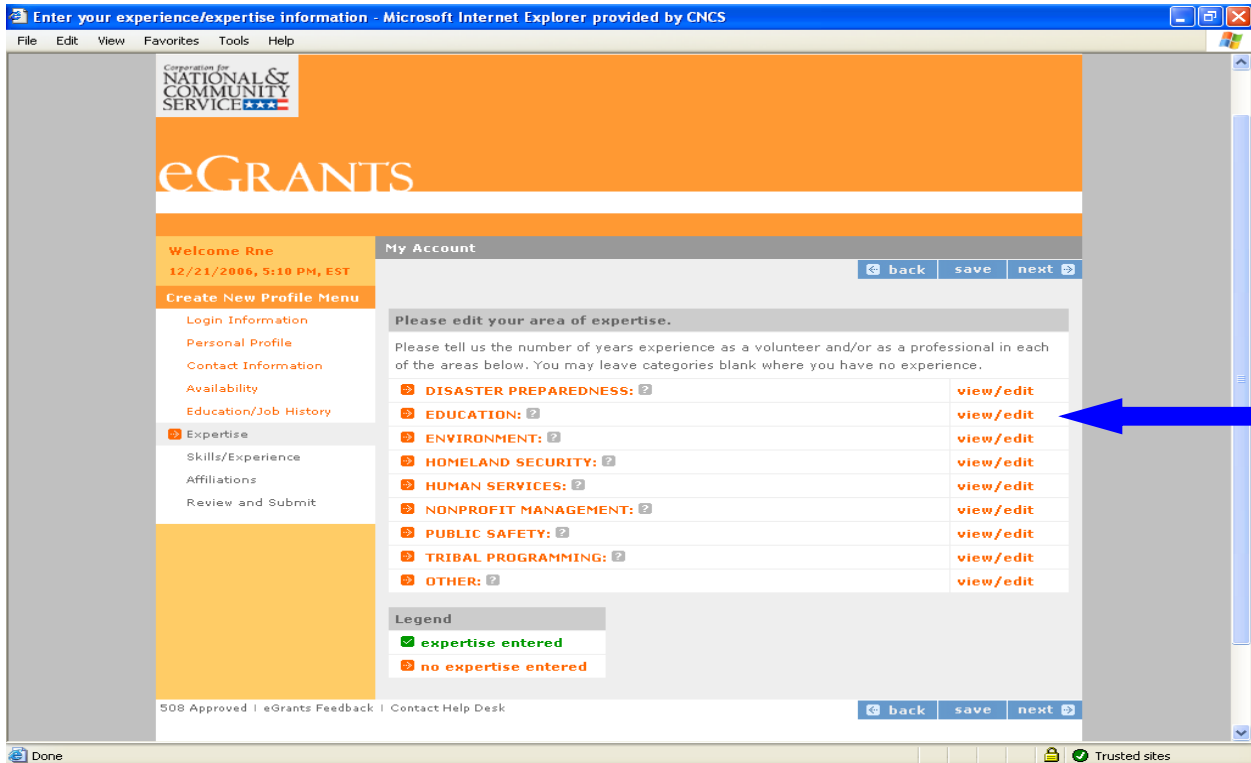 Enter your experience/expertise information - Microsoft Internet Explorer provided by CNCS
File Edit View Favorites Tools Help
Corporation for
NATIONAL &
COMMUNITY
SERVICE
eGRANTS
Welcome Rne
12/21/2006, 5:10 PM, EST
Create New Profile Menu
Login Information
Personal Profile
Contact Information
Availability
Education/Job History
Expertise
Skills/Experience
Affiliations
Review and Submit
My Account
back save next
Please edit your area of expertise.
Please tell us the number of years experience as a volunteer and/or as a professional in each
of the areas below. You may leave categories blank where you have no experience.
DISASTER PREPAREDNESS: ? view/edit
EDUCATION: ? view/edit
ENVIRONMENT: ? view/edit
HOMELAND SECURITY: ? view/edit
HUMAN SERVICES: ? view/edit
NONPROFIT MANAGEMENT: ? view/edit
PUBLIC SAFETY: ? view/edit
TRIBAL PROGRAMMING: ? view/edit
OTHER: ? view/edit
Legend
expertise entered
no expertise entered
508 Approved | eGrants Feedback | Contact Help Desk
back save next
Done
Trusted sites